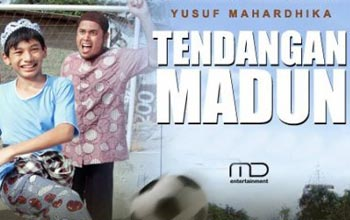 YUSUF MAHARDHIKA
TENDANGAN
MADUN
MD
entertainment